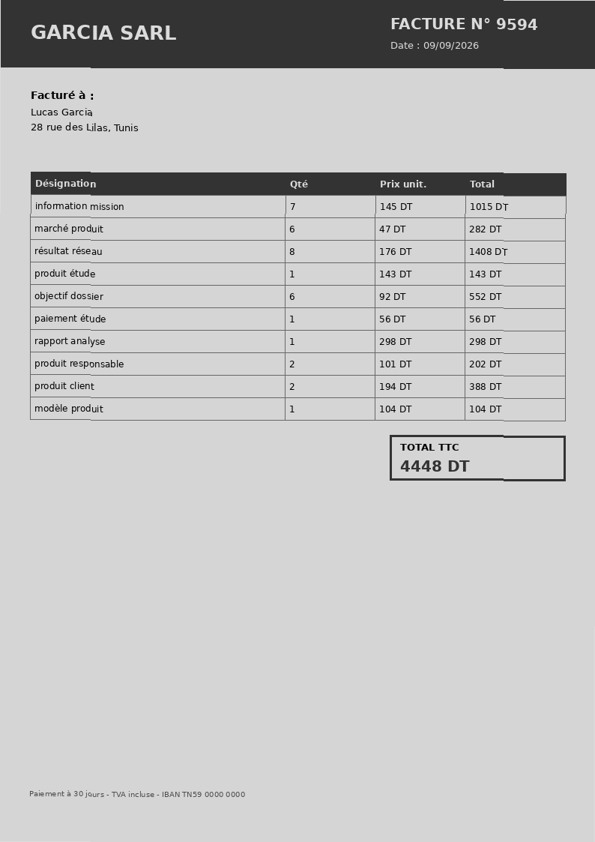 GARCIA SARL
FACTURE N° 9594
Date : 09/09/2026
Facturé à :
Lucas Garcia
28 rue des Lilas, Tunis
Désignation Qté Prix unit. Total
information mission 7 145 DT 1015 DT
marché produit 6 47 DT 282 DT
résultat réseau 8 176 DT 1408 DT
produit étude 1 143 DT 143 DT
objectif dossier 6 92 DT 552 DT
paiement étude 1 56 DT 56 DT
rapport analyse 1 298 DT 298 DT
produit responsable 2 101 DT 202 DT
produit client 2 194 DT 388 DT
modèle produit 1 104 DT 104 DT
TOTAL TTC
4448 DT
Paiement à 30 jours - TVA incluse - IBAN TN59 0000 0000